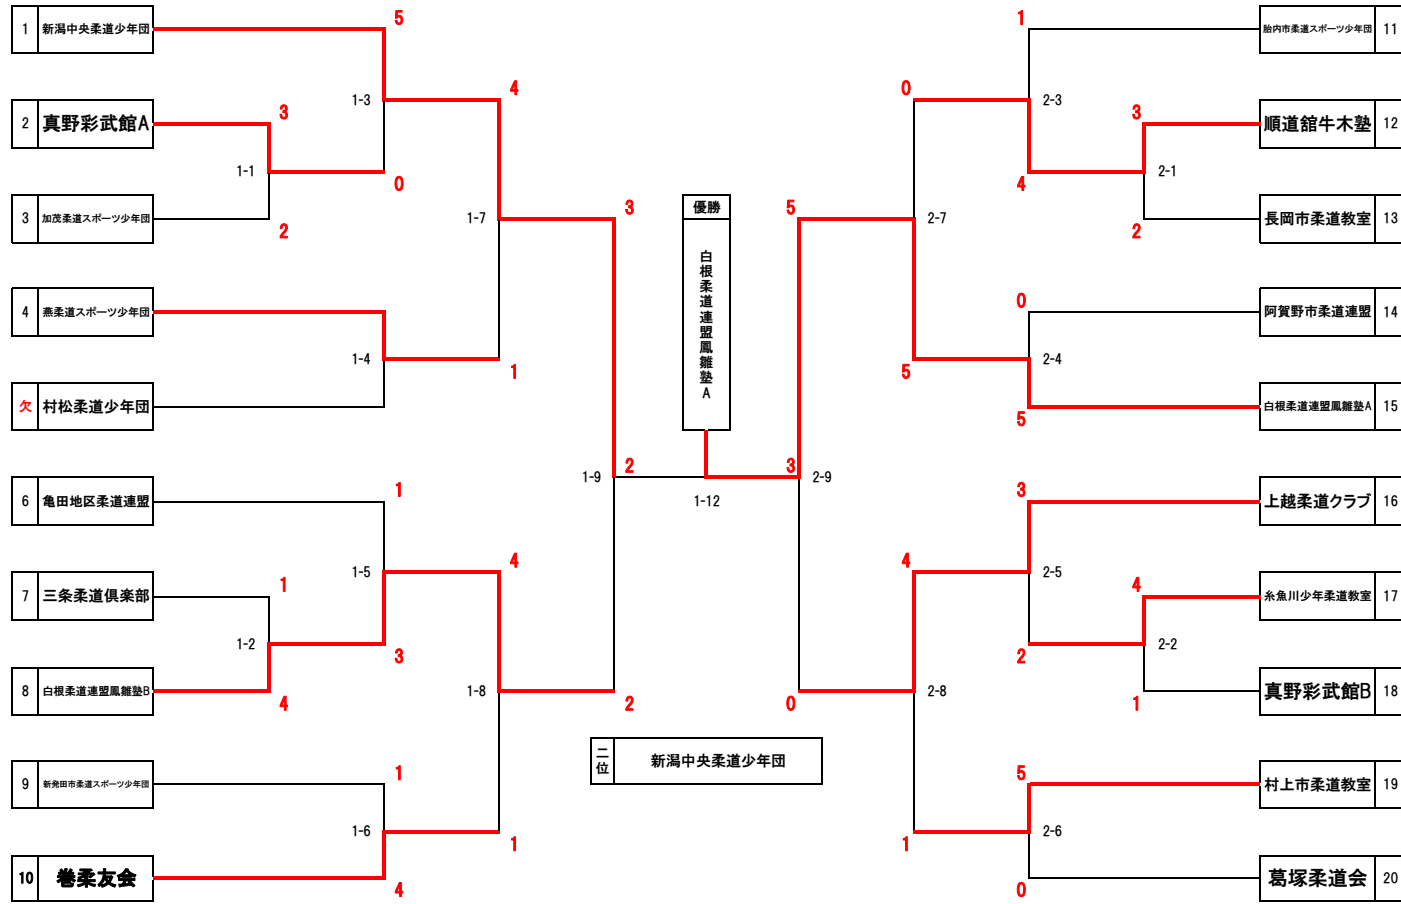 1 新潟中央柔道少年団
2 真野彩武館A
3 加茂柔道スポーツ少年団
4 燕柔道スポーツ少年団
欠 村松柔道少年団
6 亀田地区柔道連盟
7 三条柔道倶楽部
8 白根柔道連盟鳳雛塾B
9 新発田市柔道スポーツ少年団
10 巻柔友会
1-1
3
2
1-2
1
4
1-3
5
0
1-4
1-5
1
3
1-6
1
4
1-7
4
1
1-8
4
1
1-9
3
2
優勝
白根柔道連盟鳳雛塾A
2
3
1-12
二位 新潟中央柔道少年団
2-9
5
0
2-7
0
5
2-8
4
1
2-3
1
4
2-4
0
5
2-5
3
2
2-6
5
0
2-1
3
2
2-2
4
1
胎内市柔道スポーツ少年団 11
順道舘牛木塾 12
長岡市柔道教室 13
阿賀野市柔道連盟 14
白根柔道連盟鳳雛塾A 15
上越柔道クラブ 16
糸魚川少年柔道教室 17
真野彩武館B 18
村上市柔道教室 19
葛塚柔道会 20